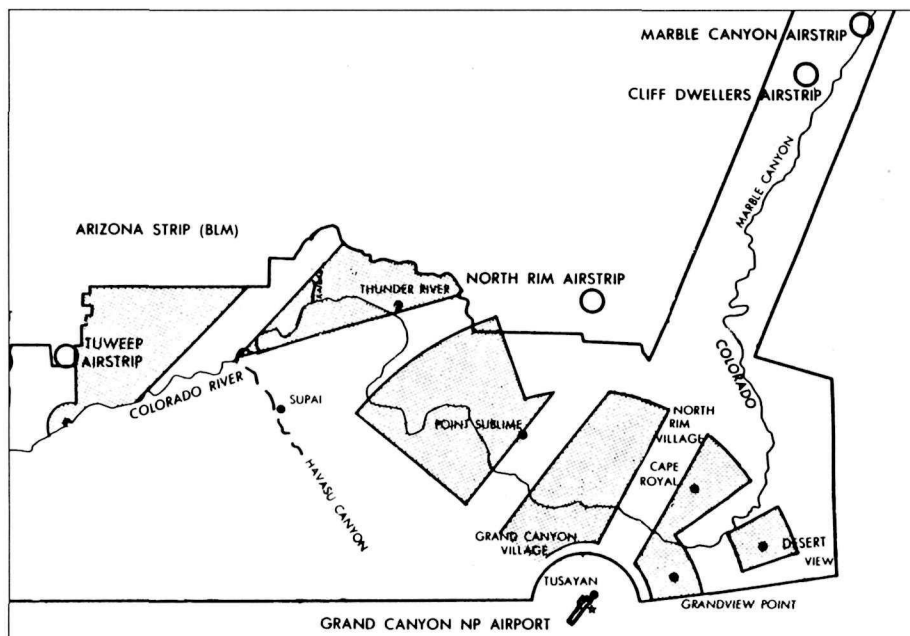 MARBLE CANYON AIRSTRIP
CLIFF DWELLERS AIRSTRIP
MARBLE CANYON
ARIZONA STRIP (BLM)
THUNDER RIVER
NORTH RIM AIRSTRIP
TUWEEP
AIRSTRIP
COLORADO RIVER
COLORADO
SUPAI
HAVASU CANYON
POINT SUBLIME
NORTH
RIM
VILLAGE
CAPE
ROYAL
GRAND CANYON
VILLAGE
DESERT
VIEW
TUSAYAN
GRANDVIEW POINT
GRAND CANYON NP AIRPORT